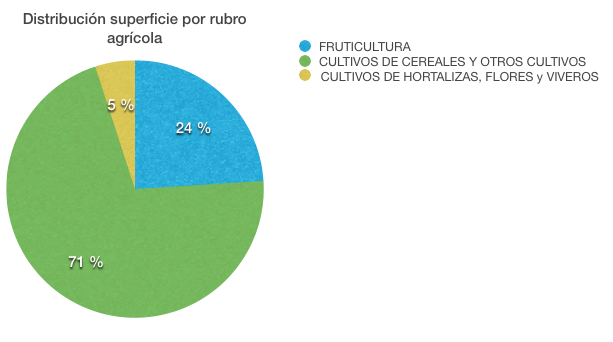 Distribución superficie por rubro
agrícola
FRUTICULTURA
CULTIVOS DE CEREALES Y OTROS CULTIVOS
CULTIVOS DE HORTALIZAS, FLORES y VIVEROS
5 %
24 %
71 %